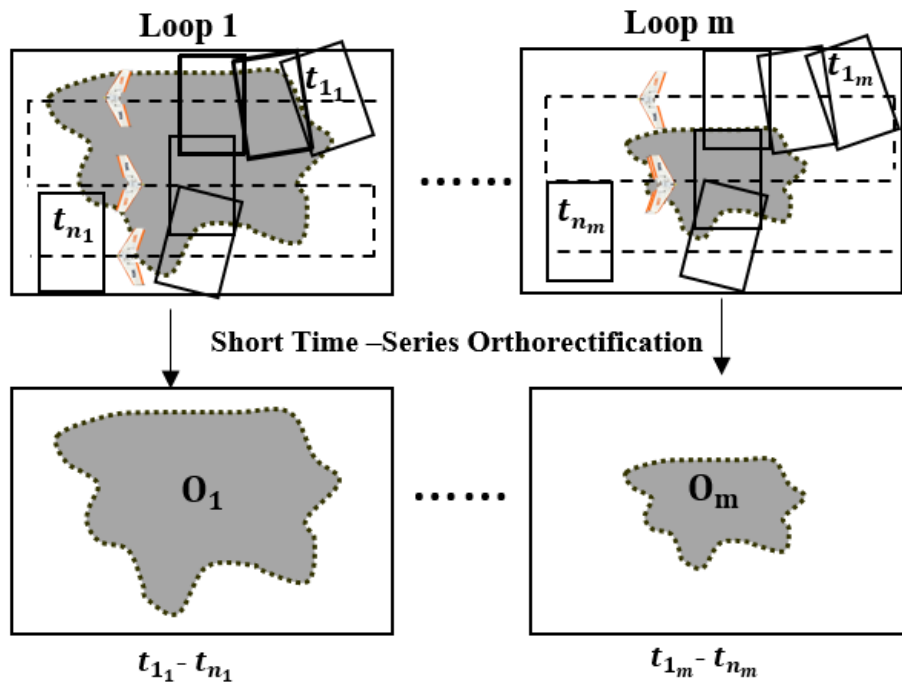 Loop 1 Loop m
t₁₁ t₁ₘ
tₙ₁ tₙₘ
Short Time –Series Orthorectification
O₁ Oₘ
t₁₁- tₙ₁ t₁ₘ- tₙₘ